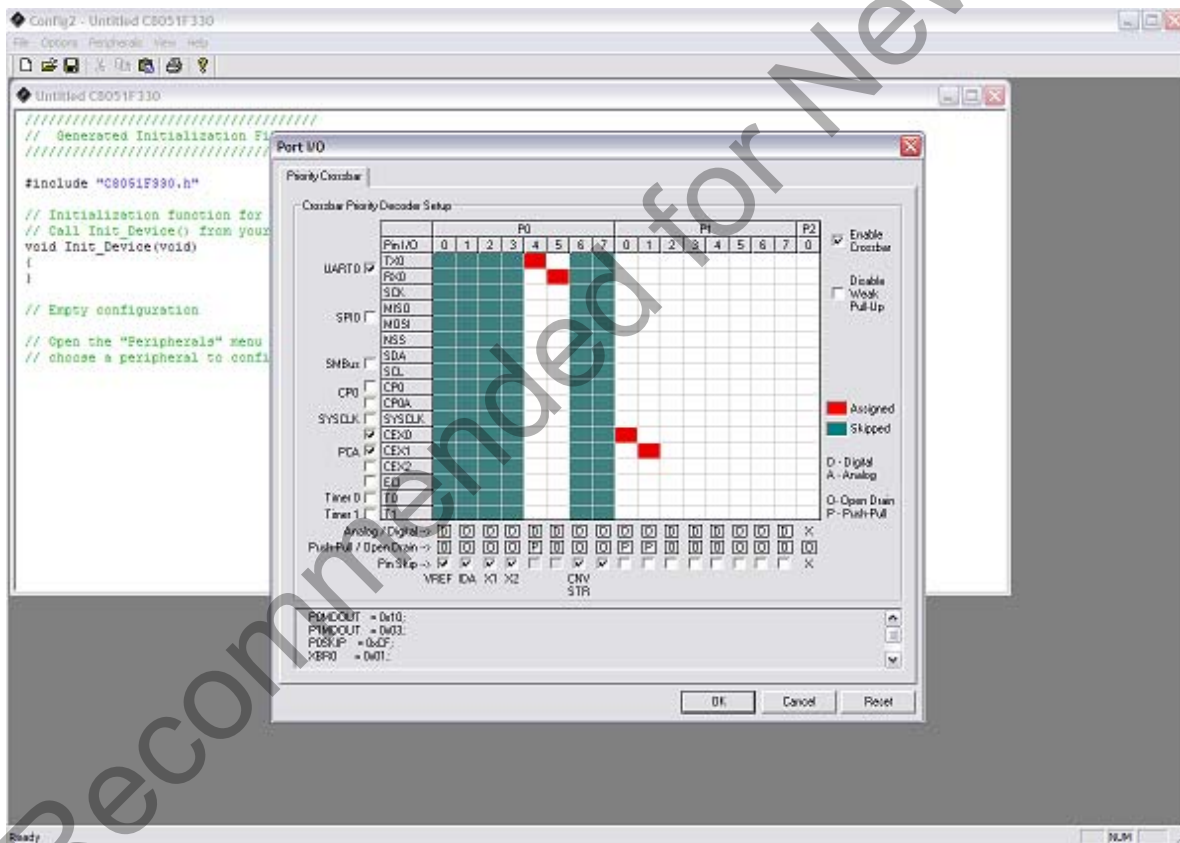 Config2 - Untitled C8051F330
File Options Peripherals View Help
Untitled C8051F330
//////////////////////////////////////
// Generated Initialization Fi
//////////////////////////////////////
#include "C8051F330.h"
// Initialization function for
// Call Init_Device() from your
void Init_Device(void)
{
}
// Empty configuration
// Open the "Peripherals" menu
// choose a peripheral to confi
Port I/O
Priority Crossbar
Crossbar Priority Decoder Setup
P0 P1 P2
Pin I/O 0 1 2 3 4 5 6 7 0 1 2 3 4 5 6 7 0
UART0 TX0
RX0
SCK
SPI0 MISO
MOSI
NSS
SMBus SDA
SCL
CP0 CP0
CP0A
SYSCLK SYSCLK
CEX0
PCA CEX1
CEX2
ECI
Timer 0 T0
Timer 1 T1
Analog / Digital ->
Push-Pull / Open Drain ->
Pin Skip ->
VREF IDA X1 X2 CNV
STR
Enable
Crossbar
Disable
Weak
Pull-Up
Assigned
Skipped
D - Digital
A - Analog
O- Open Drain
P - Push-Pull
P0MDOUT = 0x10;
P1MDOUT = 0x03;
P0SKIP = 0xCF;
XBR0 = 0x01;
OK Cancel Reset
Ready
NUM
Recommended for New